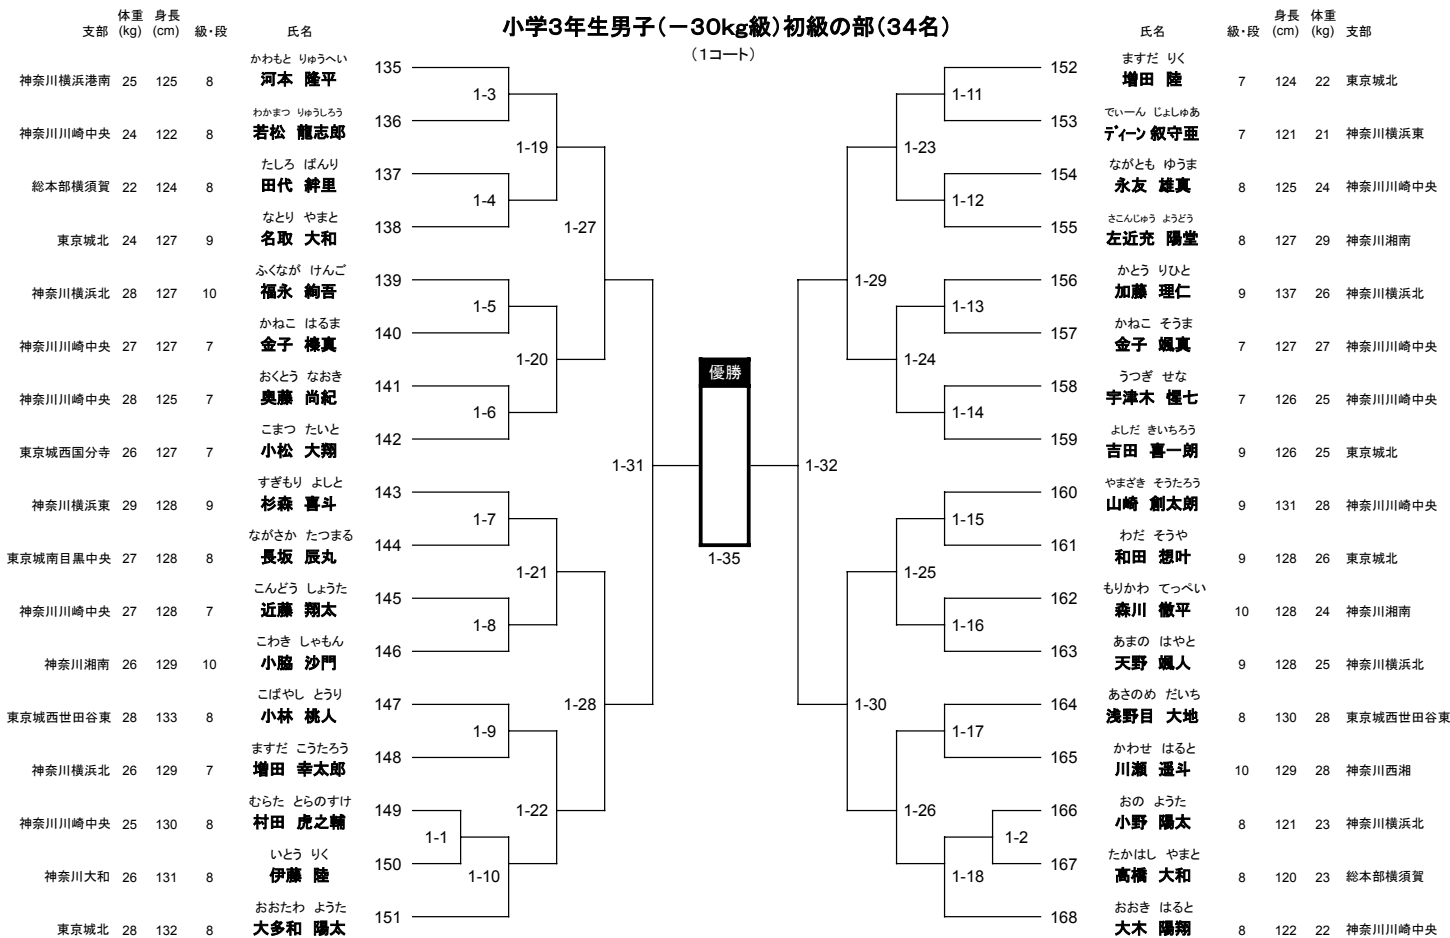 小学3年生男子(－30kg級)初級の部(34名)
(1コート)
支部 体重(kg) 身長(cm) 級・段 氏名
かわもと りゅうへい
神奈川横浜港南 25 125 8 河本 隆平 135
わかまつ りゅうしろう
神奈川川崎中央 24 122 8 若松 龍志郎 136
たしろ ばんり
総本部横須賀 22 124 8 田代 絆里 137
なとり やまと
東京城北 24 127 9 名取 大和 138
ふくなが けんご
神奈川横浜北 28 127 10 福永 絢吾 139
かねこ はるま
神奈川川崎中央 27 127 7 金子 榛真 140
おくとう なおき
神奈川川崎中央 28 125 7 奥藤 尚紀 141
こまつ たいと
東京城西国分寺 26 127 7 小松 大翔 142
すぎもり よしと
神奈川横浜東 29 128 9 杉森 喜斗 143
ながさか たつまる
東京城南目黒中央 27 128 8 長坂 辰丸 144
こんどう しょうた
神奈川川崎中央 27 128 7 近藤 翔太 145
こわき しゃもん
神奈川湘南 26 129 10 小脇 沙門 146
こばやし とうり
東京城西世田谷東 28 133 8 小林 桃人 147
ますだ こうたろう
神奈川横浜北 26 129 7 増田 幸太郎 148
むらた とらのすけ
神奈川川崎中央 25 130 8 村田 虎之輔 149
いとう りく
神奈川大和 26 131 8 伊藤 陸 150
おおたわ ようた
東京城北 28 132 8 大多和 陽太 151
1-3
1-4
1-5
1-6
1-7
1-8
1-9
1-1
1-10
1-19
1-20
1-21
1-22
1-27
1-28
1-31
優勝
1-35
1-32
1-29
1-30
1-23
1-24
1-25
1-26
1-11
1-12
1-13
1-14
1-15
1-16
1-17
1-2
1-18
氏名 級・段 身長(cm) 体重(kg) 支部
ますだ りく
152 増田 陸 7 124 22 東京城北
でぃーん じょしゅあ
153 ディーン 叙守亜 7 121 21 神奈川横浜東
ながとも ゆうま
154 永友 雄真 8 125 24 神奈川川崎中央
さこんじゅう ようどう
155 左近充 陽堂 8 127 29 神奈川湘南
かとう りひと
156 加藤 理仁 9 137 26 神奈川横浜北
かねこ そうま
157 金子 颯真 7 127 27 神奈川川崎中央
うつぎ せな
158 宇津木 惺七 7 126 25 神奈川川崎中央
よしだ きいちろう
159 吉田 喜一朗 9 126 25 東京城北
やまざき そうたろう
160 山崎 創太朗 9 131 28 神奈川川崎中央
わだ そうや
161 和田 想叶 9 128 26 東京城北
もりかわ てっぺい
162 森川 徹平 10 128 24 神奈川湘南
あまの はやと
163 天野 颯人 9 128 25 神奈川横浜北
あさのめ だいち
164 浅野目 大地 8 130 28 東京城西世田谷東
かわせ はると
165 川瀬 遥斗 10 129 28 神奈川西湘
おの ようた
166 小野 陽太 8 121 23 神奈川横浜北
たかはし やまと
167 高橋 大和 8 120 23 総本部横須賀
おおき はると
168 大木 陽翔 8 122 22 神奈川川崎中央